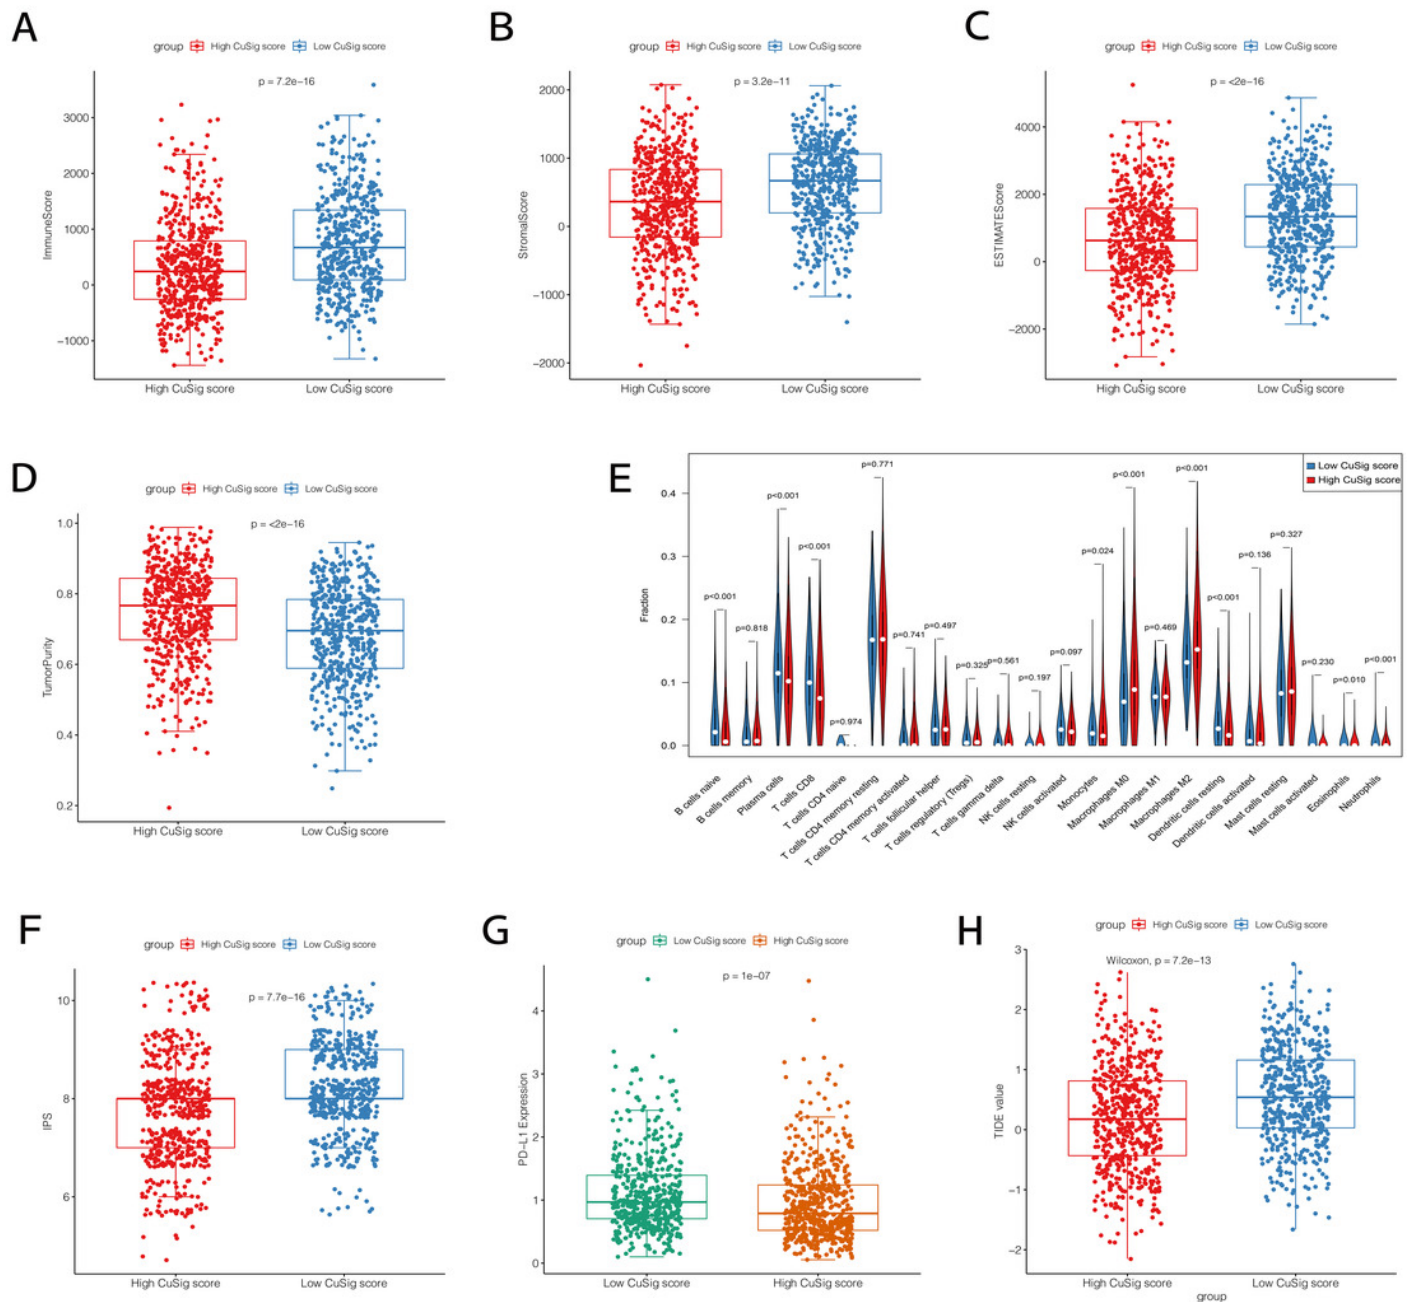 A
group High CuSig score Low CuSig score
p = 7.2e−16
ImmuneScore
3000
2000
1000
0
−1000
High CuSig score Low CuSig score
B
group High CuSig score Low CuSig score
p = 3.2e−11
StromalScore
2000
1000
0
−1000
−2000
High CuSig score Low CuSig score
C
group High CuSig score Low CuSig score
p = <2e−16
ESTIMATEScore
4000
2000
0
−2000
High CuSig score Low CuSig score
D
group High CuSig score Low CuSig score
p = <2e−16
TumorPurity
1.0
0.8
0.6
0.4
0.2
High CuSig score Low CuSig score
E
Low CuSig score
High CuSig score
Fraction
0.4
0.3
0.2
0.1
0.0
p<0.001
p=0.818
p<0.001
p<0.001
p=0.974
p=0.771
p=0.741
p=0.497
p=0.325
p=0.561
p=0.197
p=0.097
p=0.024
p<0.001
p=0.469
p<0.001
p<0.001
p=0.136
p=0.327
p=0.230
p=0.010
p<0.001
B cells naive
B cells memory
Plasma cells
T cells CD8
T cells CD4 naive
T cells CD4 memory resting
T cells CD4 memory activated
T cells follicular helper
T cells regulatory (Tregs)
T cells gamma delta
NK cells resting
NK cells activated
Monocytes
Macrophages M0
Macrophages M1
Macrophages M2
Dendritic cells resting
Dendritic cells activated
Mast cells resting
Mast cells activated
Eosinophils
Neutrophils
F
group High CuSig score Low CuSig score
p = 7.7e−16
IPS
10
8
6
High CuSig score Low CuSig score
G
group Low CuSig score High CuSig score
p = 1e−07
PD−L1 Expression
4
3
2
1
0
Low CuSig score High CuSig score
H
group High CuSig score Low CuSig score
Wilcoxon, p = 7.2e−13
TIDE value
3
2
1
0
−1
−2
High CuSig score Low CuSig score
group